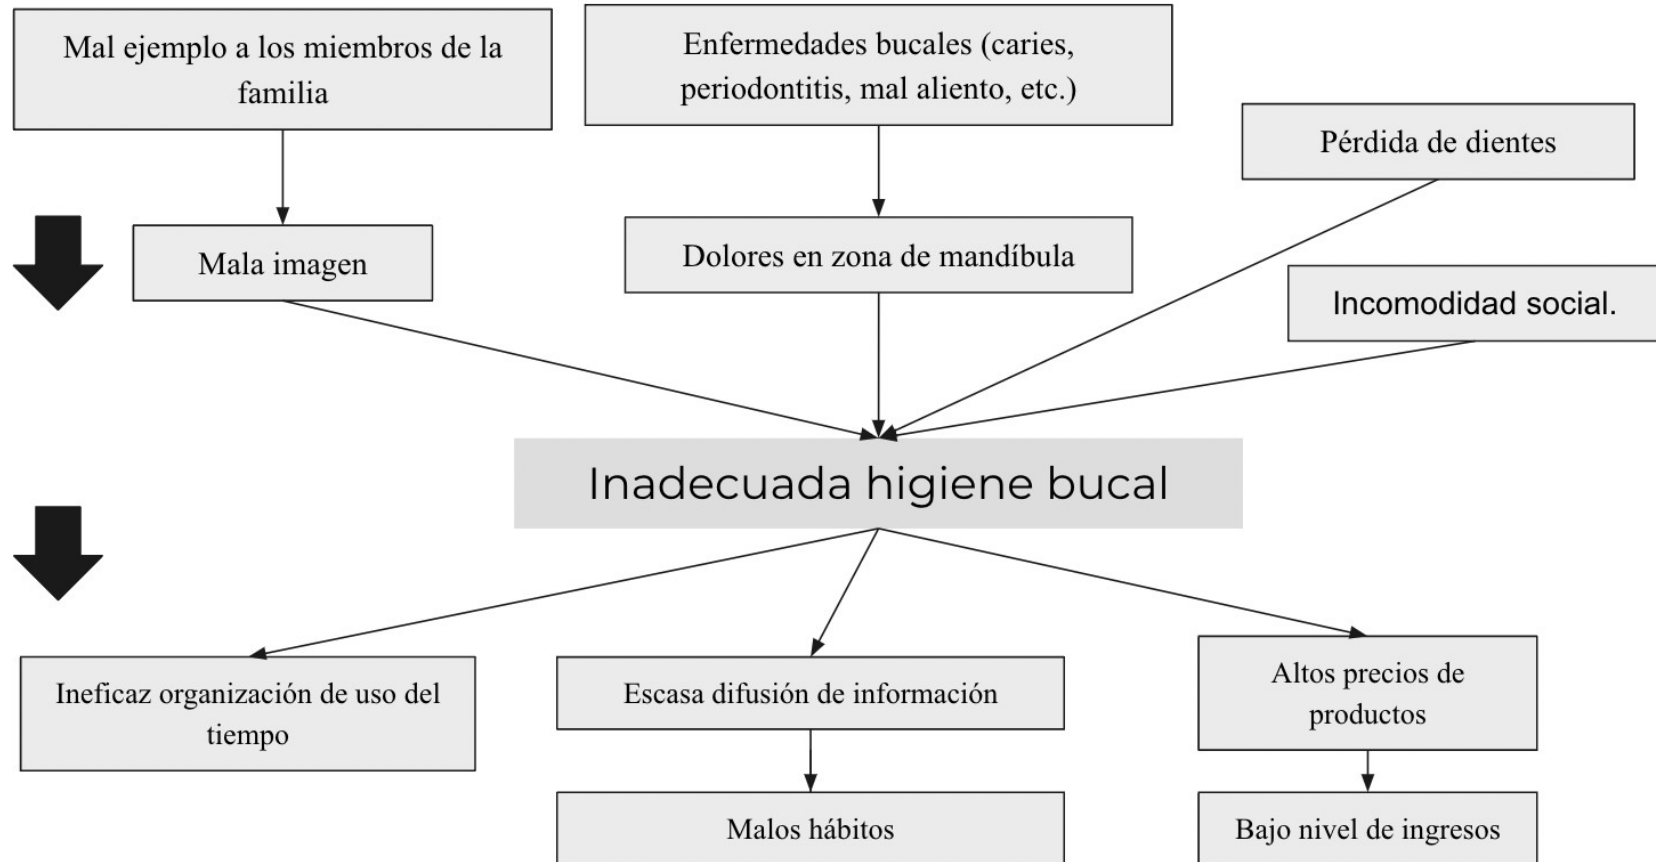 Mal ejemplo a los miembros de la
familia
Enfermedades bucales (caries,
periodontitis, mal aliento, etc.)
Pérdida de dientes
Mala imagen
Dolores en zona de mandíbula
Incomodidad social.
Inadecuada higiene bucal
Ineficaz organización de uso del
tiempo
Escasa difusión de información
Altos precios de
productos
Malos hábitos
Bajo nivel de ingresos